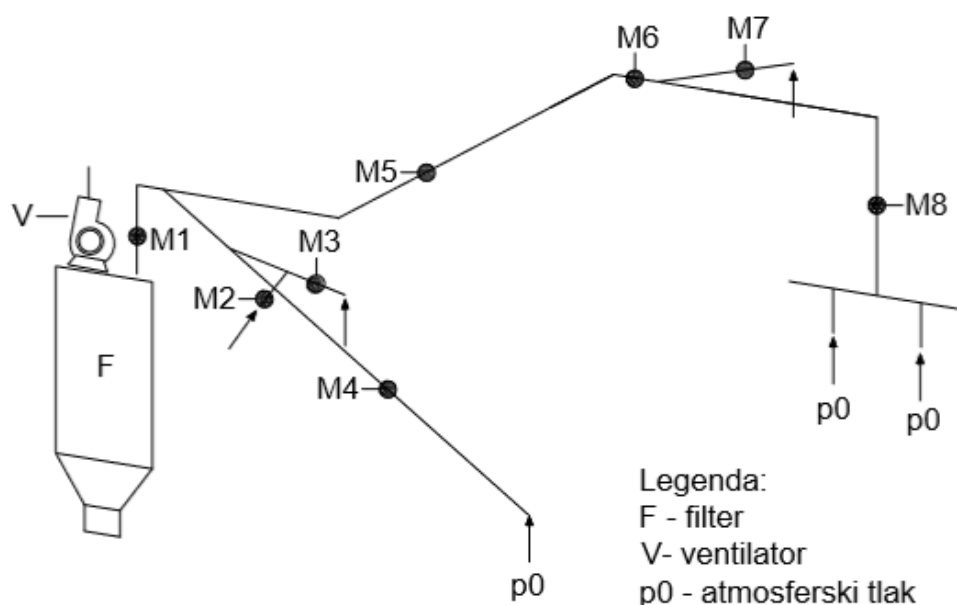 M6
M7
M5
V
M1
M3
M8
M2
F
M4
p0
p0
p0
Legenda:
F - filter
V- ventilator
p0 - atmosferski tlak